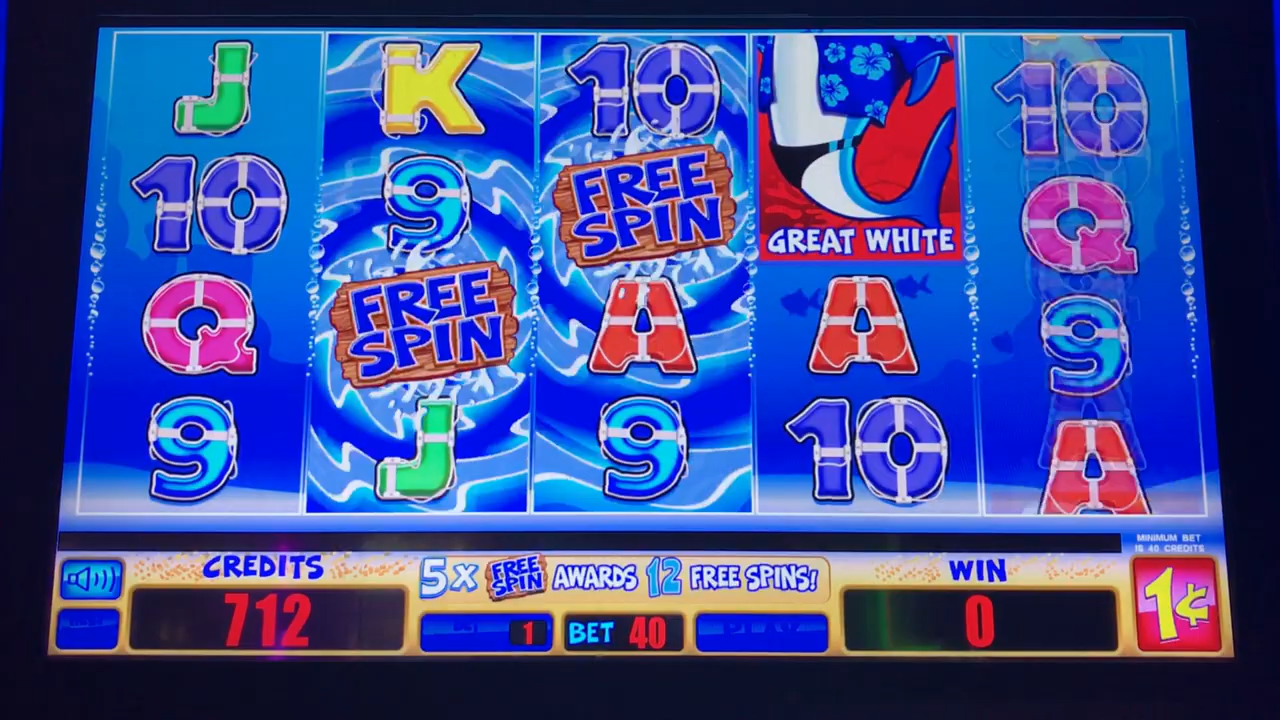 J K 10
10 9 FREE SPIN GREAT WHITE 10
Q FREE SPIN A A Q
9 J 9 10 9
A
MINIMUM BET
IS 40 CREDITS
CREDITS 5X FREE SPIN AWARDS 12 FREE SPINS! WIN
712 1 BET 40 PLAY 0 1¢